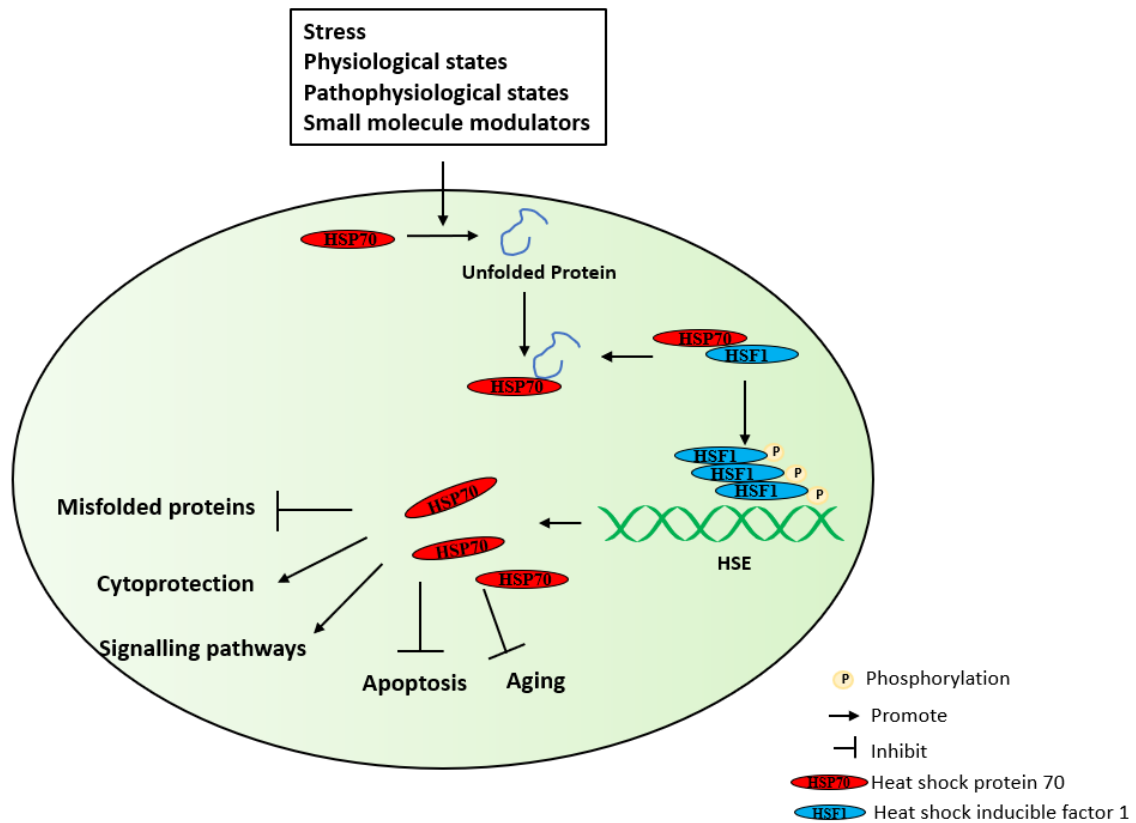 Stress
Physiological states
Pathophysiological states
Small molecule modulators
HSP70
Unfolded Protein
HSP70
HSF1
HSP70
HSF1
P
HSF1
P
HSF1
P
HSE
HSP70
HSP70
HSP70
Misfolded proteins
Cytoprotection
Signalling pathways
Apoptosis
Aging
P Phosphorylation
Promote
Inhibit
HSP70 Heat shock protein 70
HSF1 Heat shock inducible factor 1